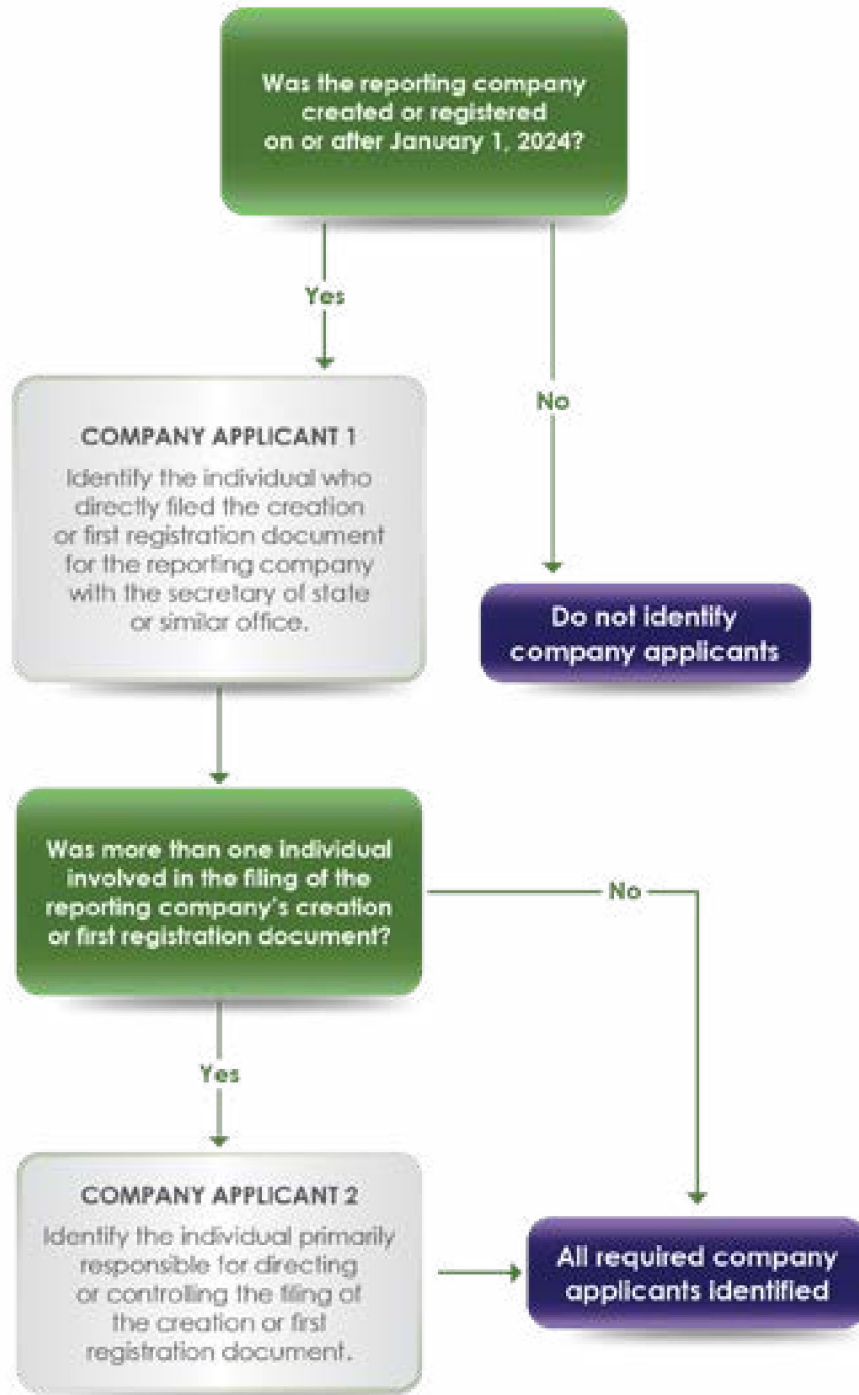 Was the reporting company
created or registered
on or after January 1, 2024?
Yes
No
COMPANY APPLICANT 1
Identify the individual who
directly filed the creation
or first registration document
for the reporting company
with the secretary of state
or similar office.
Do not identify
company applicants
Was more than one individual
involved in the filing of the
reporting company's creation
or first registration document?
No
Yes
COMPANY APPLICANT 2
Identify the individual primarily
responsible for directing
or controlling the filing of
the creation or first
registration document.
All required company
applicants identified